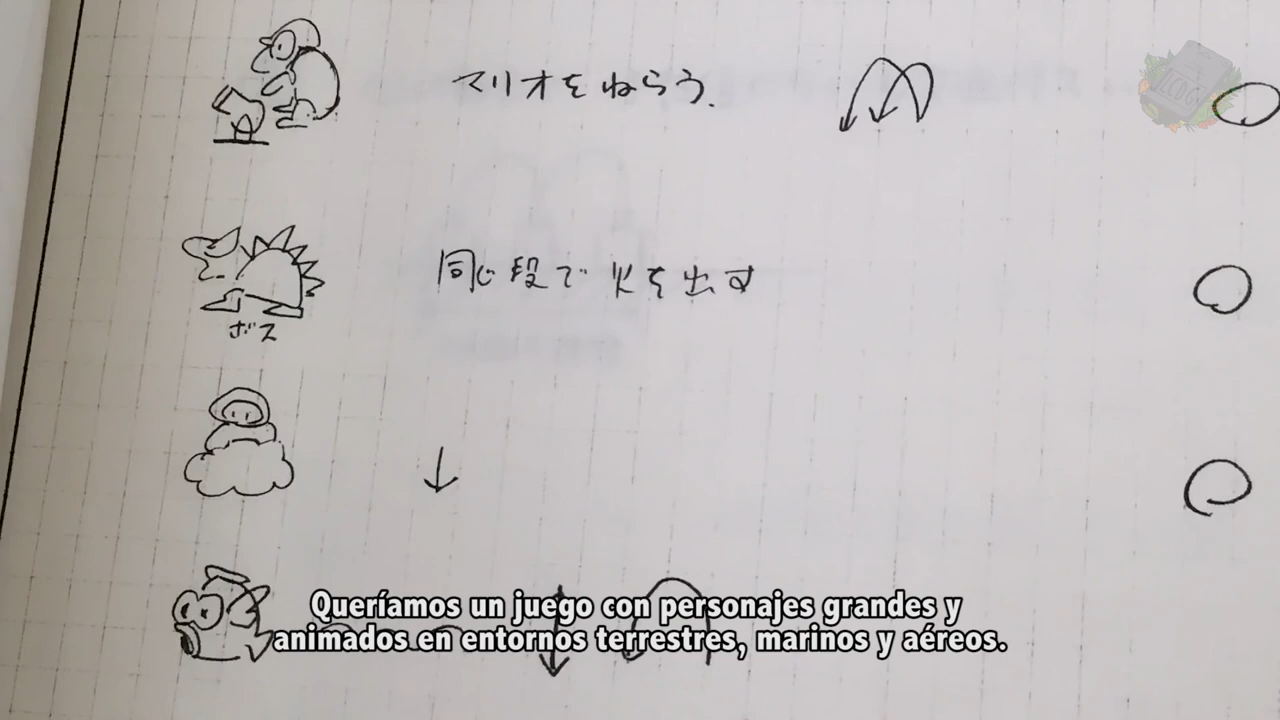 マリオをねらう.
同じ段で火を出す
ボス
Queríamos un juego con personajes grandes y
animados en entornos terrestres, marinos y aéreos.